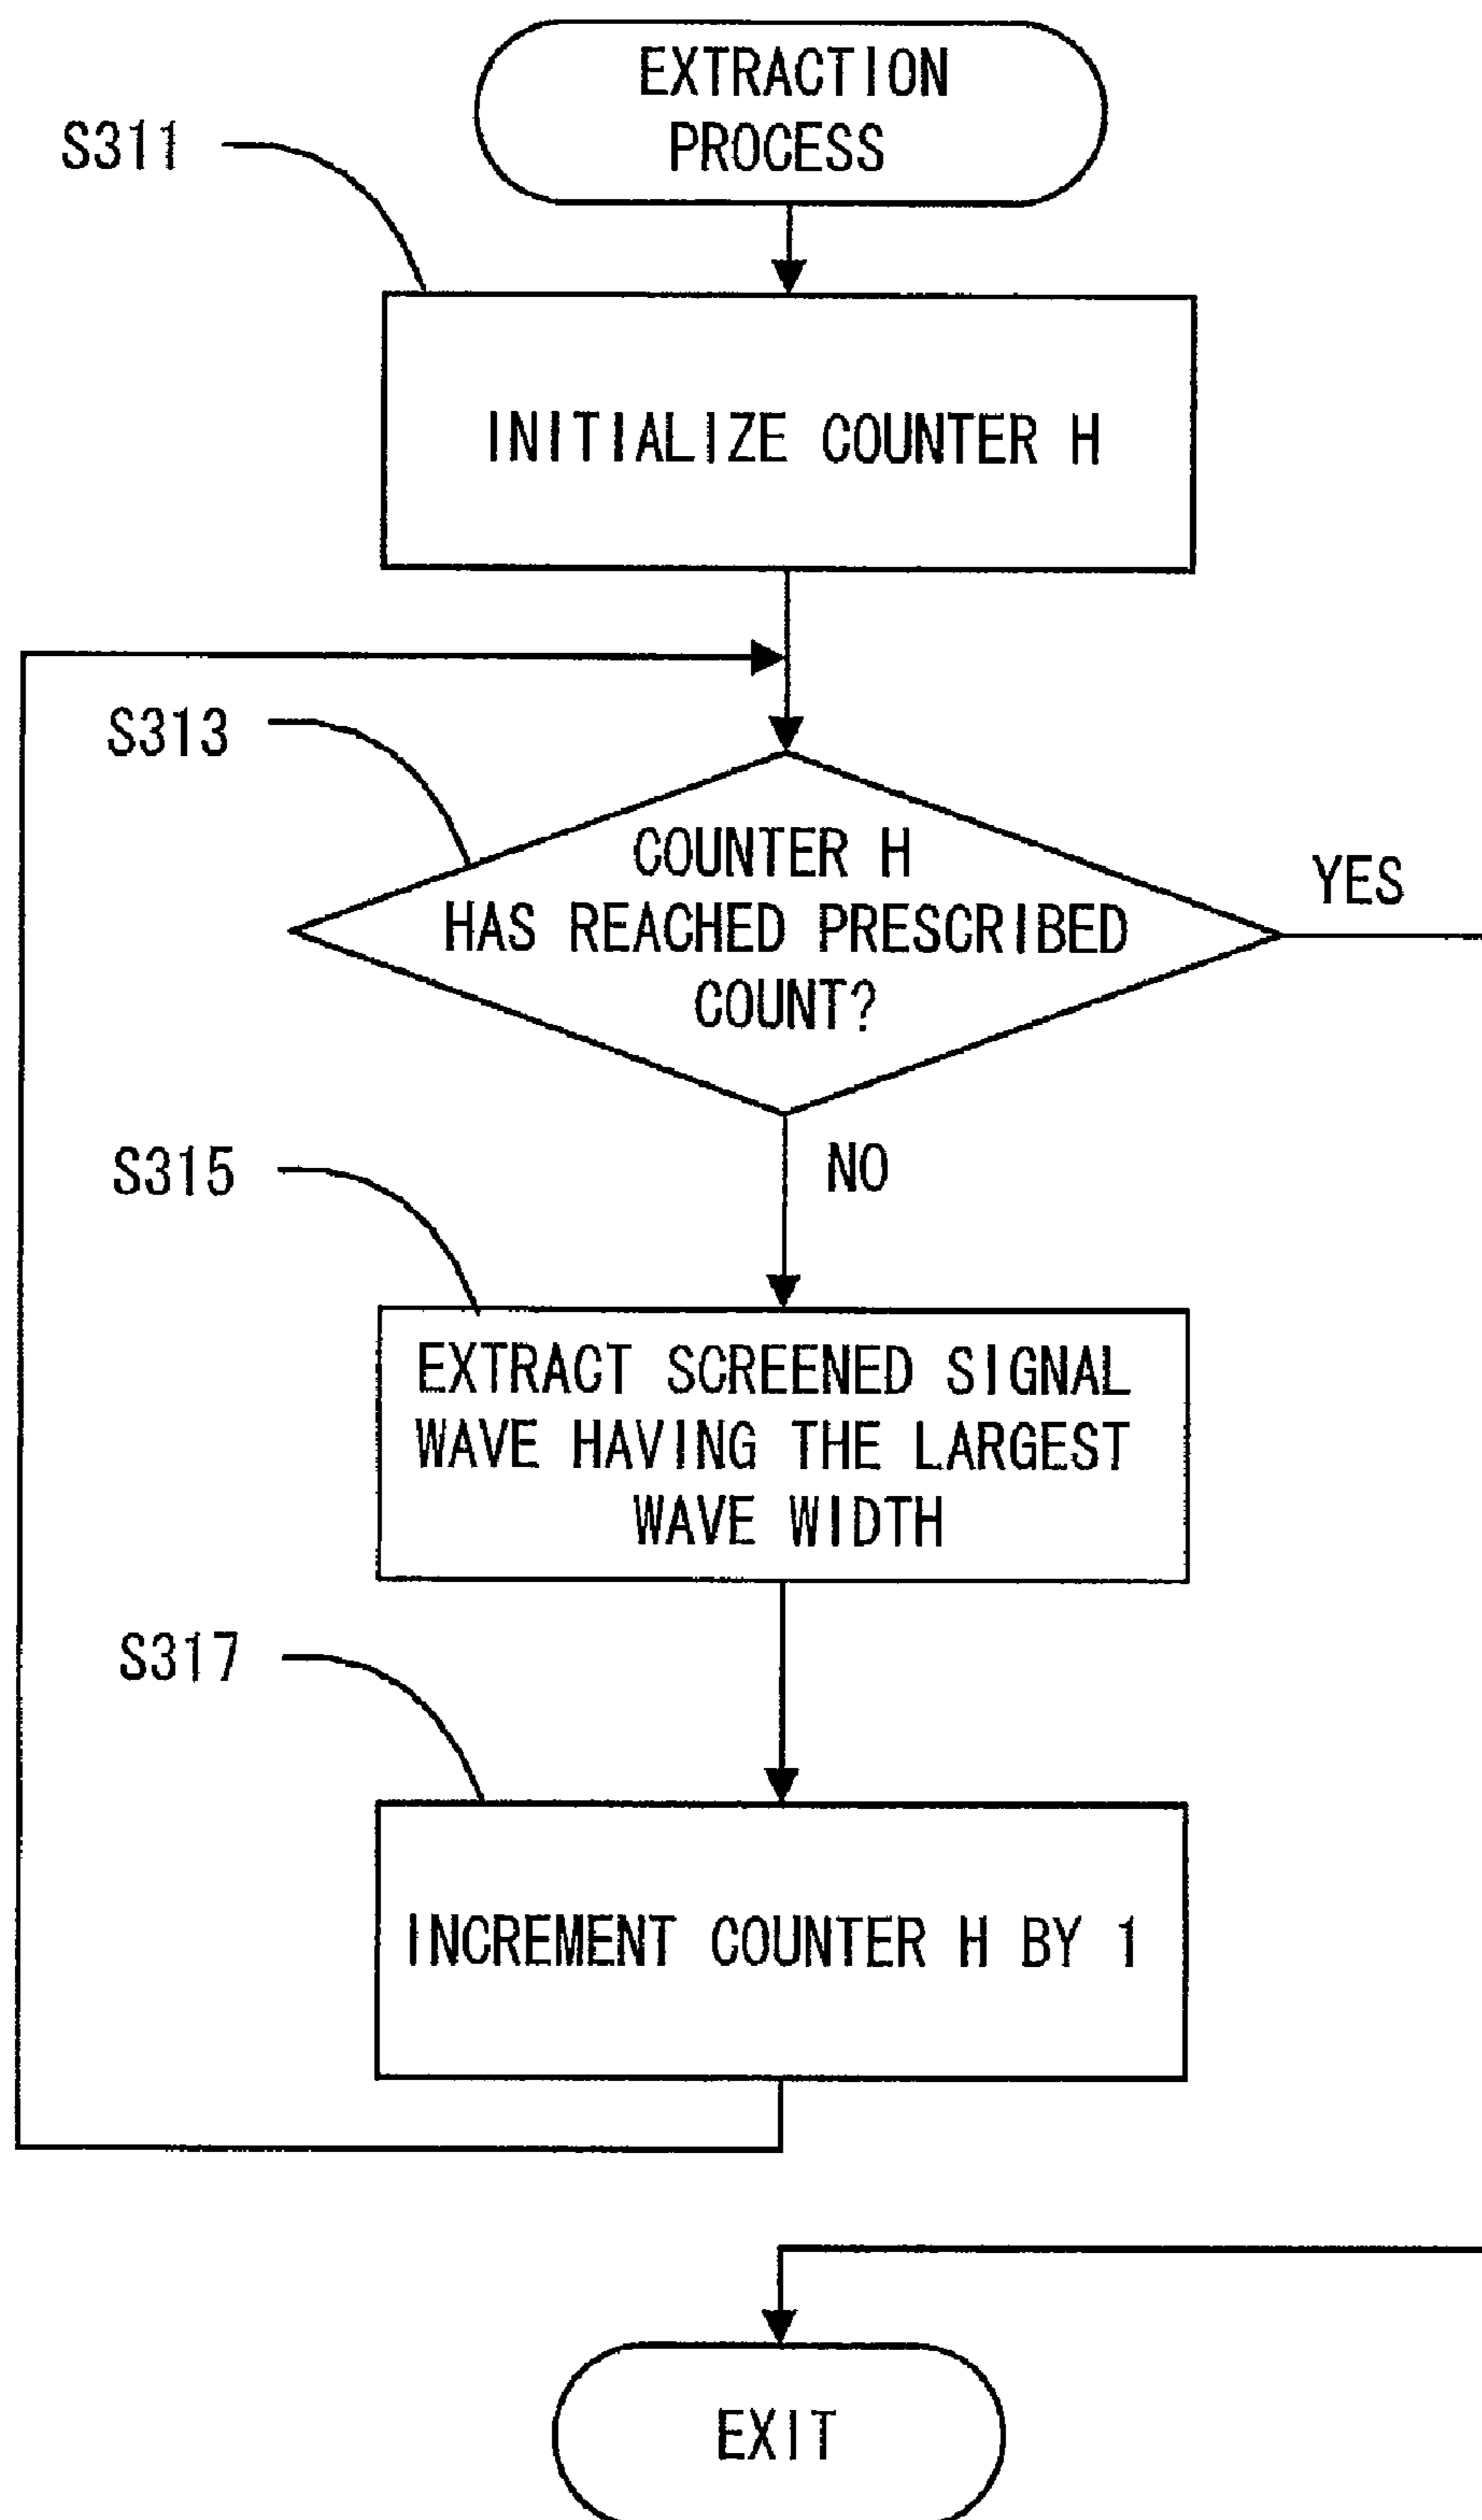 EXTRACTION
PROCESS
S311
INITIALIZE COUNTER H
S313
COUNTER H
HAS REACHED PRESCRIBED
COUNT?
YES
NO
S315
EXTRACT SCREENED SIGNAL
WAVE HAVING THE LARGEST
WAVE WIDTH
S317
INCREMENT COUNTER H BY 1
EXIT